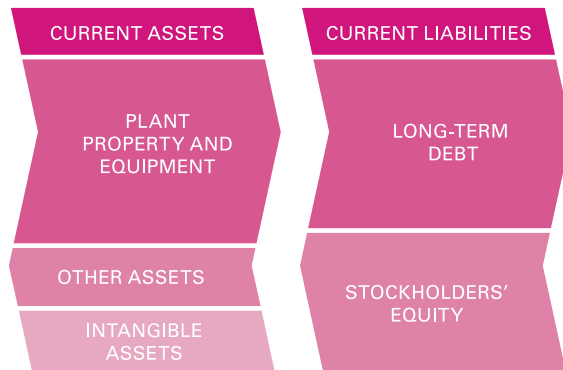 CURRENT ASSETS
PLANT
PROPERTY AND
EQUIPMENT
OTHER ASSETS
INTANGIBLE
ASSETS
CURRENT LIABILITIES
LONG-TERM
DEBT
STOCKHOLDERS’
EQUITY